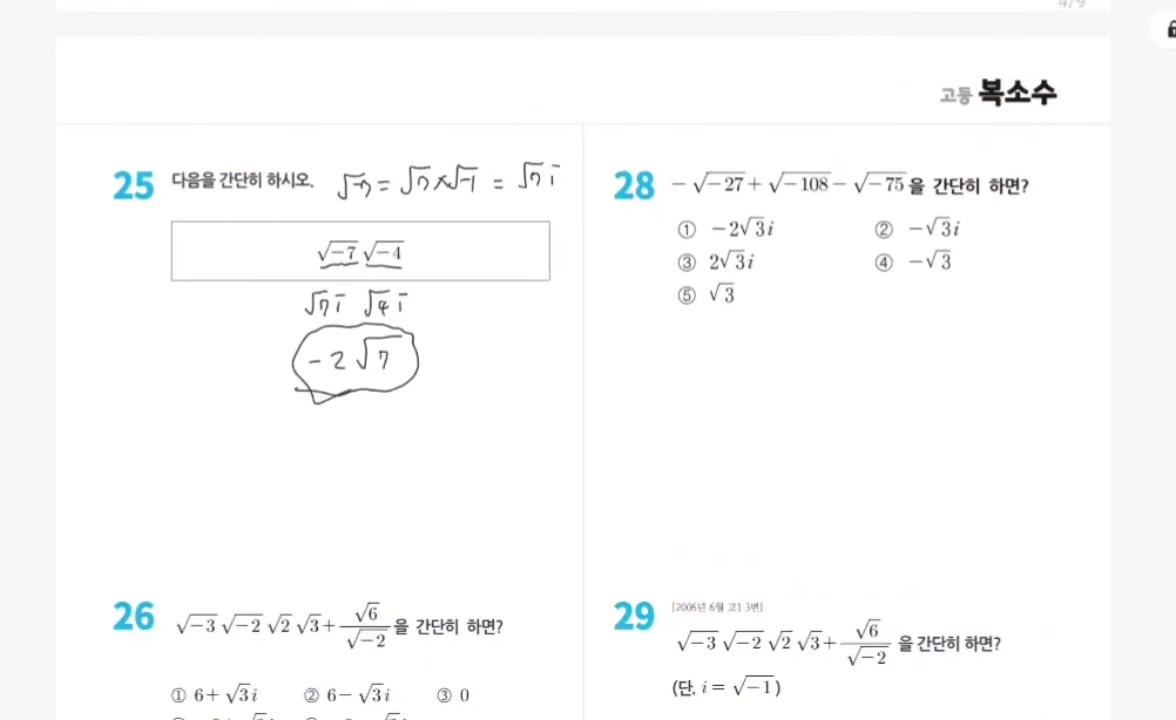 4/9
고등 복소수
25 다음을 간단히 하시오. √-7 = √7 × √-1 = √7 i
√-7 √-4
√7 i √4 i
-2√7
26 √-3 √-2 √2 √3 + √6/√-2 을 간단히 하면?
① 6+√3i ② 6-√3i ③ 0
28 -√-27 + √-108 - √-75 을 간단히 하면?
① -2√3i ② -√3i
③ 2√3i ④ -√3
⑤ √3
29 [2006년 6월 고1 3번]
√-3 √-2 √2 √3 + √6/√-2 을 간단히 하면?
(단, i = √-1)